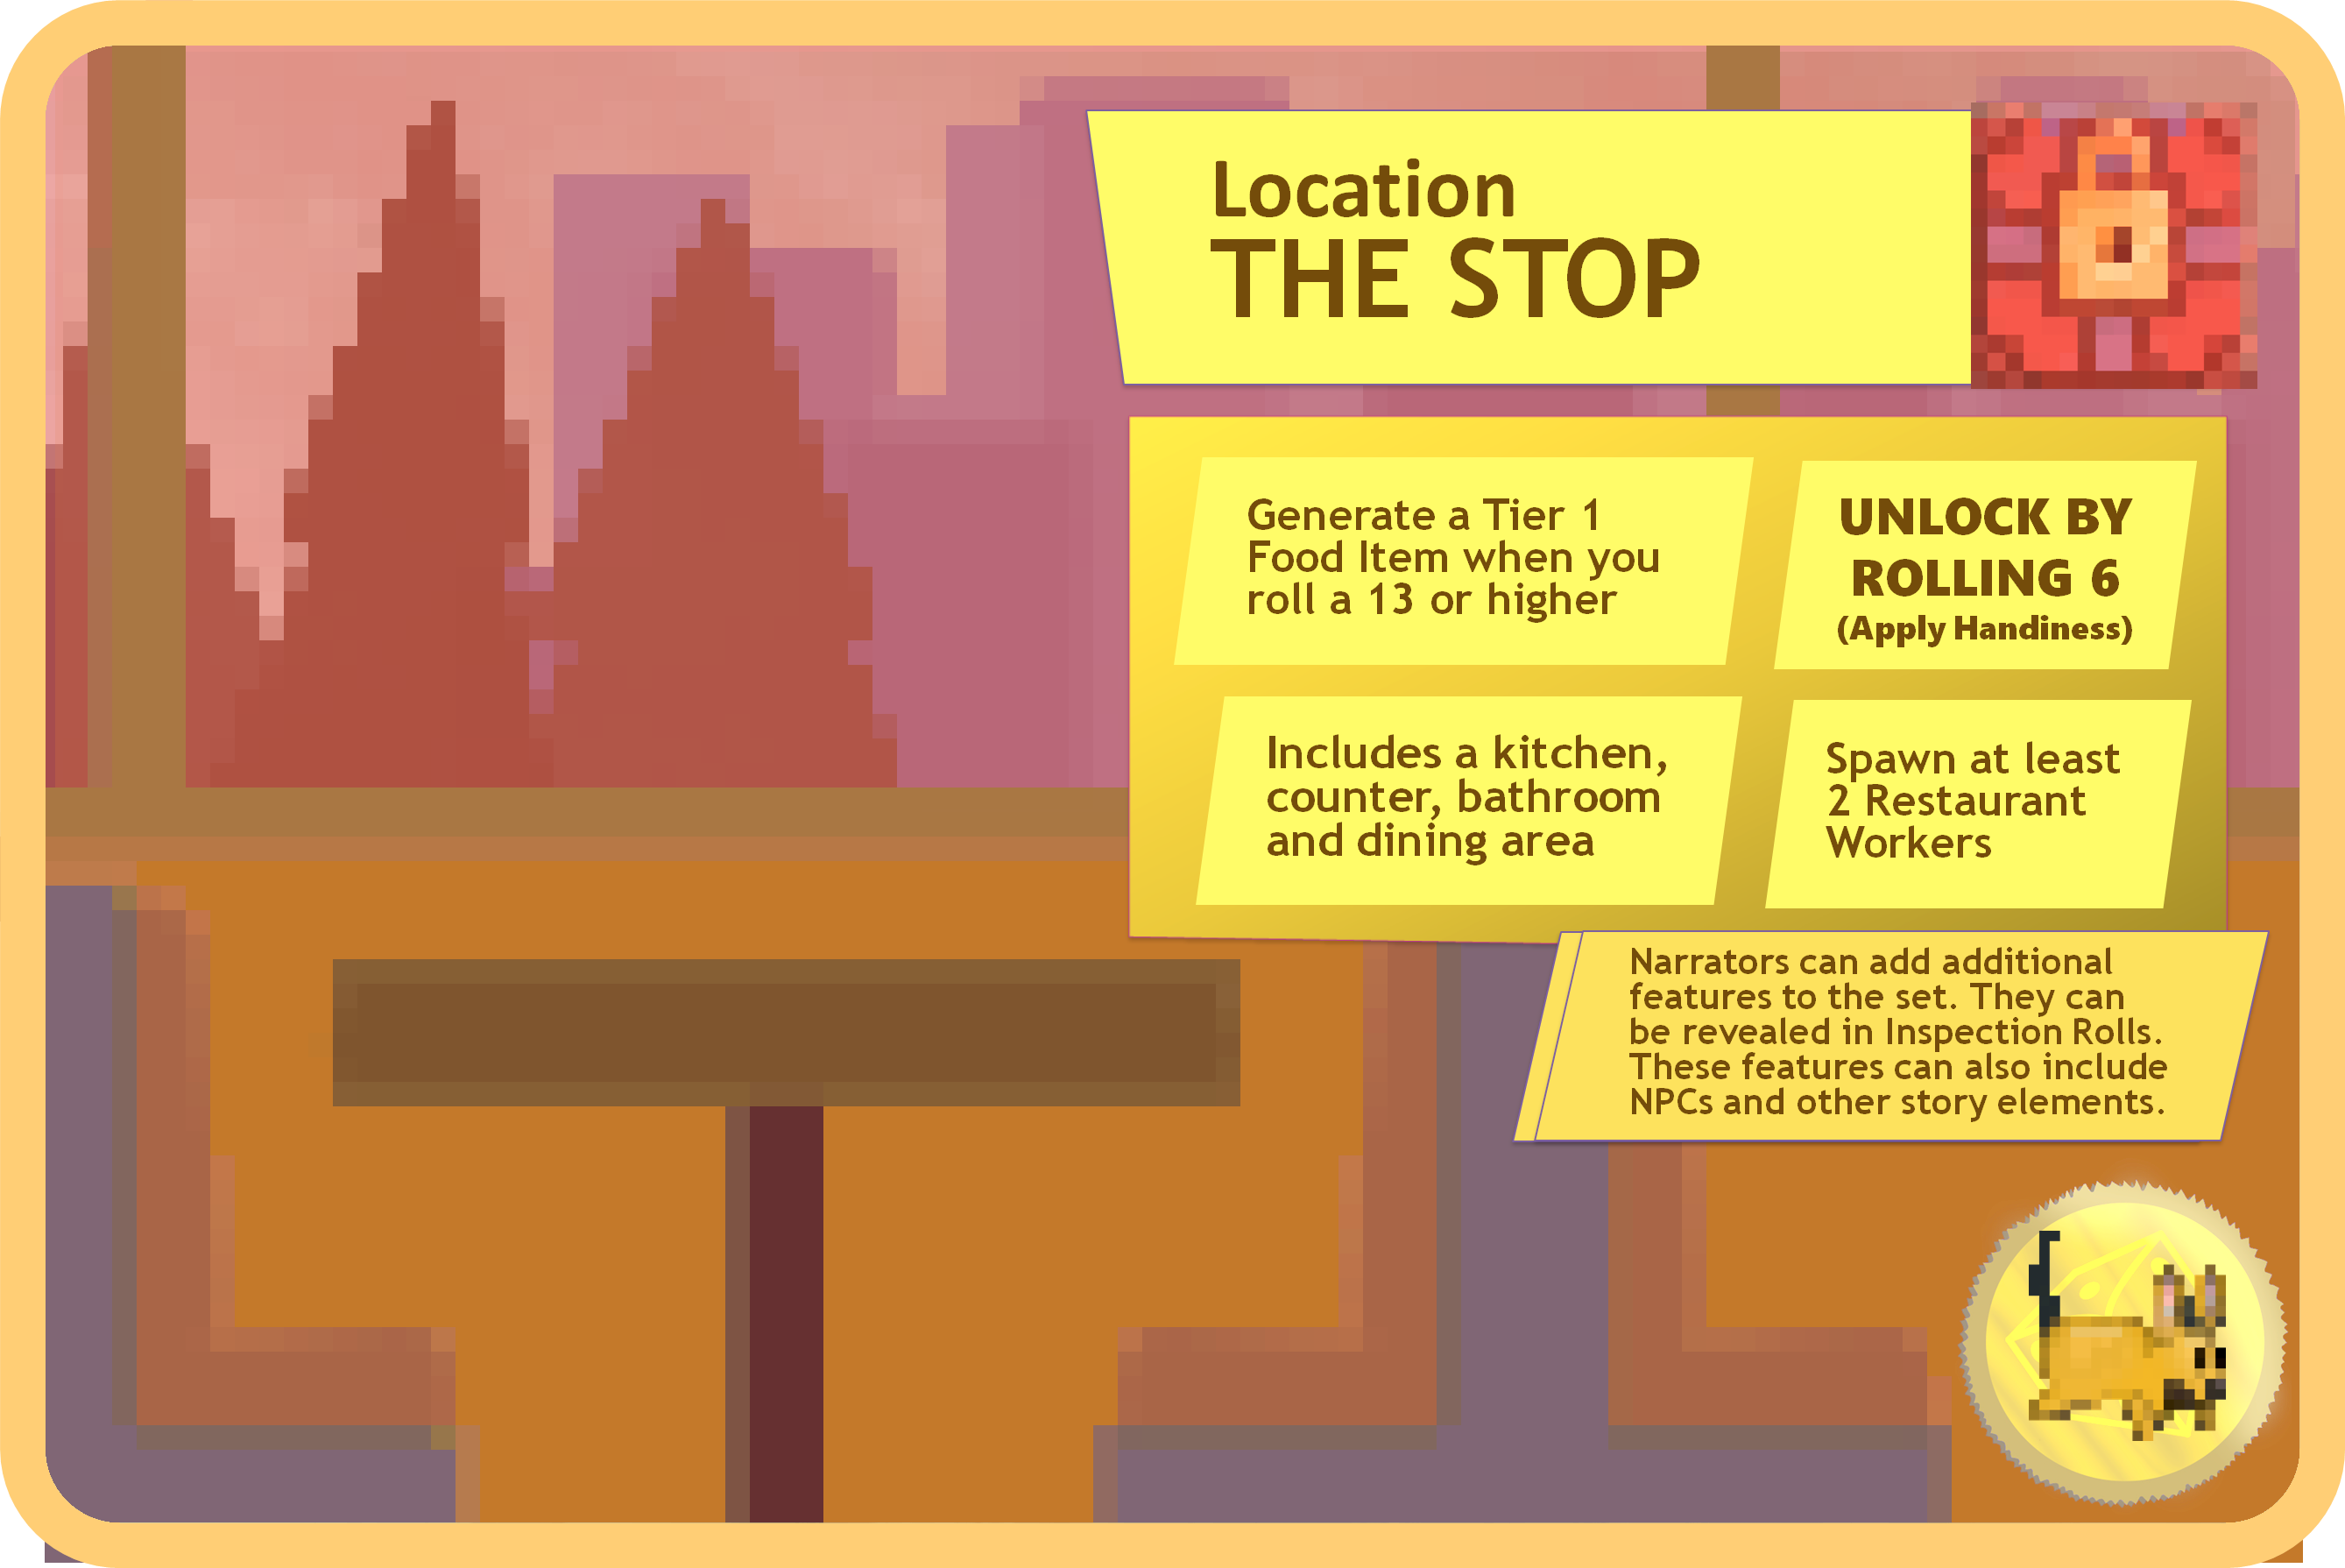 Location
THE STOP
Generate a Tier 1
Food Item when you
roll a 13 or higher
UNLOCK BY
ROLLING 6
(Apply Handiness)
Includes a kitchen,
counter, bathroom
and dining area
Spawn at least
2 Restaurant
Workers
Narrators can add additional
features to the set. They can
be revealed in Inspection Rolls.
These features can also include
NPCs and other story elements.